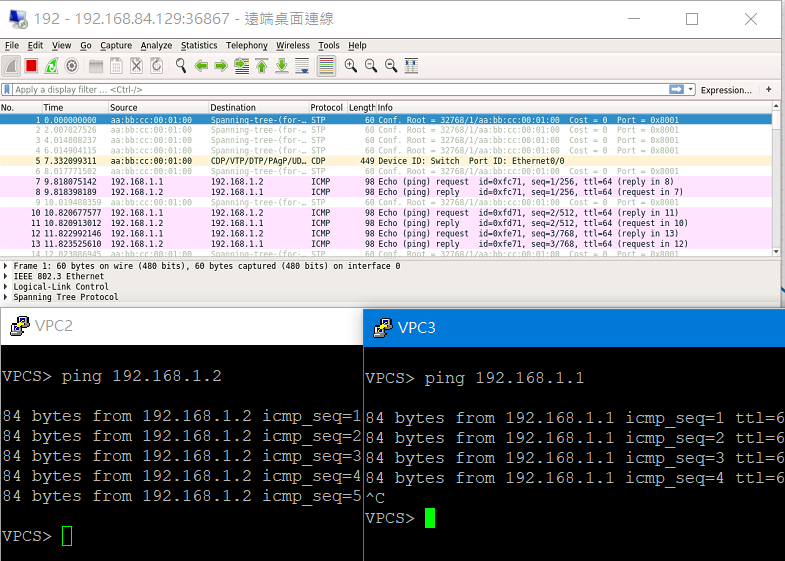 192 - 192.168.84.129:36867 - 遠端桌面連線
File Edit View Go Capture Analyze Statistics Telephony Wireless Tools Help
Apply a display filter ... <Ctrl-/> Expression... +
No. Time Source Destination Protocol Length Info
1 0.000000000 aa:bb:cc:00:01:00 Spanning-tree-(for-… STP 60 Conf. Root = 32768/1/aa:bb:cc:00:01:00 Cost = 0 Port = 0x8001
2 2.007027526 aa:bb:cc:00:01:00 Spanning-tree-(for-… STP 60 Conf. Root = 32768/1/aa:bb:cc:00:01:00 Cost = 0 Port = 0x8001
3 4.014808237 aa:bb:cc:00:01:00 Spanning-tree-(for-… STP 60 Conf. Root = 32768/1/aa:bb:cc:00:01:00 Cost = 0 Port = 0x8001
4 6.014904115 aa:bb:cc:00:01:00 Spanning-tree-(for-… STP 60 Conf. Root = 32768/1/aa:bb:cc:00:01:00 Cost = 0 Port = 0x8001
5 7.332099311 aa:bb:cc:00:01:00 CDP/VTP/DTP/PAgP/UD… CDP 449 Device ID: Switch Port ID: Ethernet0/0
6 8.017771502 aa:bb:cc:00:01:00 Spanning-tree-(for-… STP 60 Conf. Root = 32768/1/aa:bb:cc:00:01:00 Cost = 0 Port = 0x8001
7 9.818075142 192.168.1.1 192.168.1.2 ICMP 98 Echo (ping) request id=0xfc71, seq=1/256, ttl=64 (reply in 8)
8 9.818398189 192.168.1.2 192.168.1.1 ICMP 98 Echo (ping) reply id=0xfc71, seq=1/256, ttl=64 (request in 7)
9 10.019488359 aa:bb:cc:00:01:00 Spanning-tree-(for-… STP 60 Conf. Root = 32768/1/aa:bb:cc:00:01:00 Cost = 0 Port = 0x8001
10 10.820677577 192.168.1.1 192.168.1.2 ICMP 98 Echo (ping) request id=0xfd71, seq=2/512, ttl=64 (reply in 11)
11 10.820913012 192.168.1.2 192.168.1.1 ICMP 98 Echo (ping) reply id=0xfd71, seq=2/512, ttl=64 (request in 10)
12 11.822992146 192.168.1.1 192.168.1.2 ICMP 98 Echo (ping) request id=0xfe71, seq=3/768, ttl=64 (reply in 13)
13 11.823525610 192.168.1.2 192.168.1.1 ICMP 98 Echo (ping) reply id=0xfe71, seq=3/768, ttl=64 (request in 12)
14 12.023886945 aa:bb:cc:00:01:00 Spanning-tree-(for-… STP 60 Conf. Root = 32768/1/aa:bb:cc:00:01:00 Cost = 0 Port = 0x8001
Frame 1: 60 bytes on wire (480 bits), 60 bytes captured (480 bits) on interface 0
IEEE 802.3 Ethernet
Logical-Link Control
Spanning Tree Protocol
VPC2
VPCS> ping 192.168.1.2
84 bytes from 192.168.1.2 icmp_seq=1
84 bytes from 192.168.1.2 icmp_seq=2
84 bytes from 192.168.1.2 icmp_seq=3
84 bytes from 192.168.1.2 icmp_seq=4
84 bytes from 192.168.1.2 icmp_seq=5
VPCS>
VPC3
VPCS> ping 192.168.1.1
84 bytes from 192.168.1.1 icmp_seq=1 ttl=6
84 bytes from 192.168.1.1 icmp_seq=2 ttl=6
84 bytes from 192.168.1.1 icmp_seq=3 ttl=6
84 bytes from 192.168.1.1 icmp_seq=4 ttl=6
^C
VPCS>